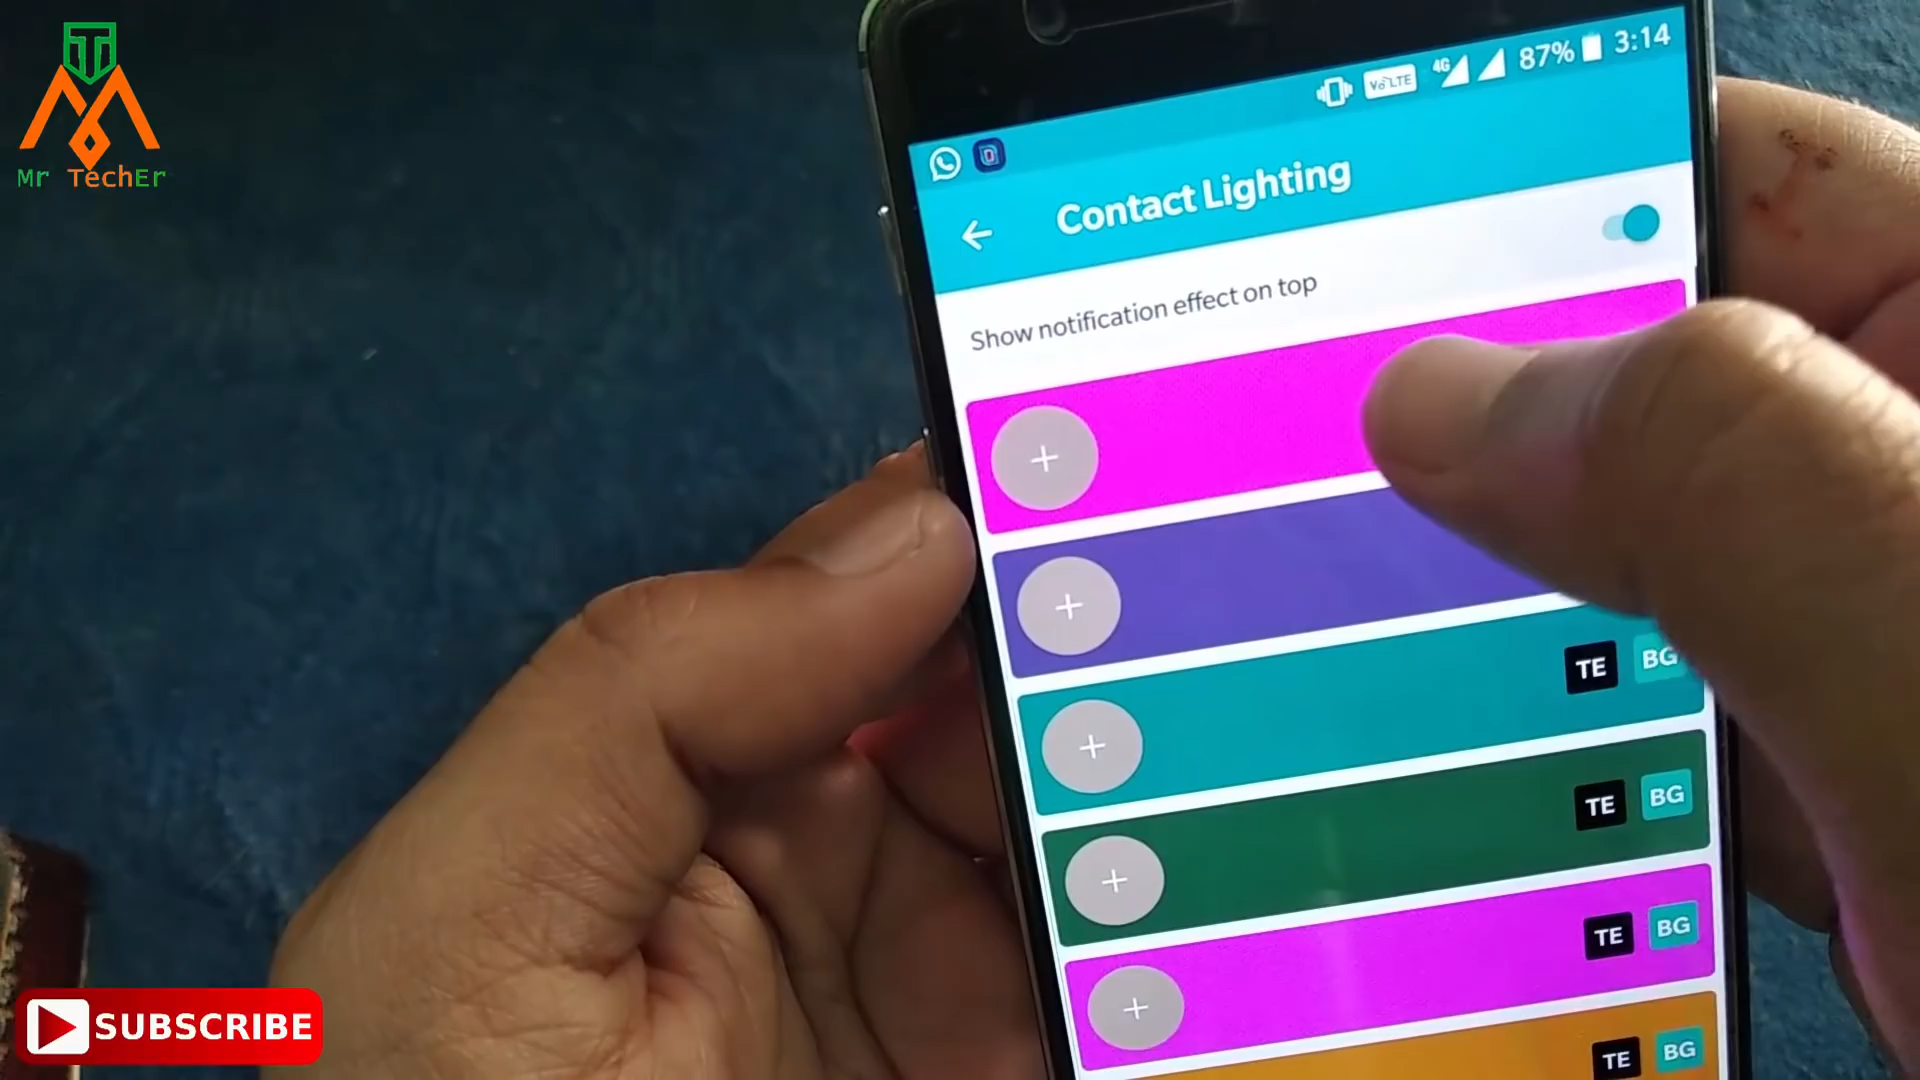 Mr TechEr
VoLTE 4G 87% 3:14
Contact Lighting
Show notification effect on top
TE BG
TE BG
TE BG
TE BG
SUBSCRIBE